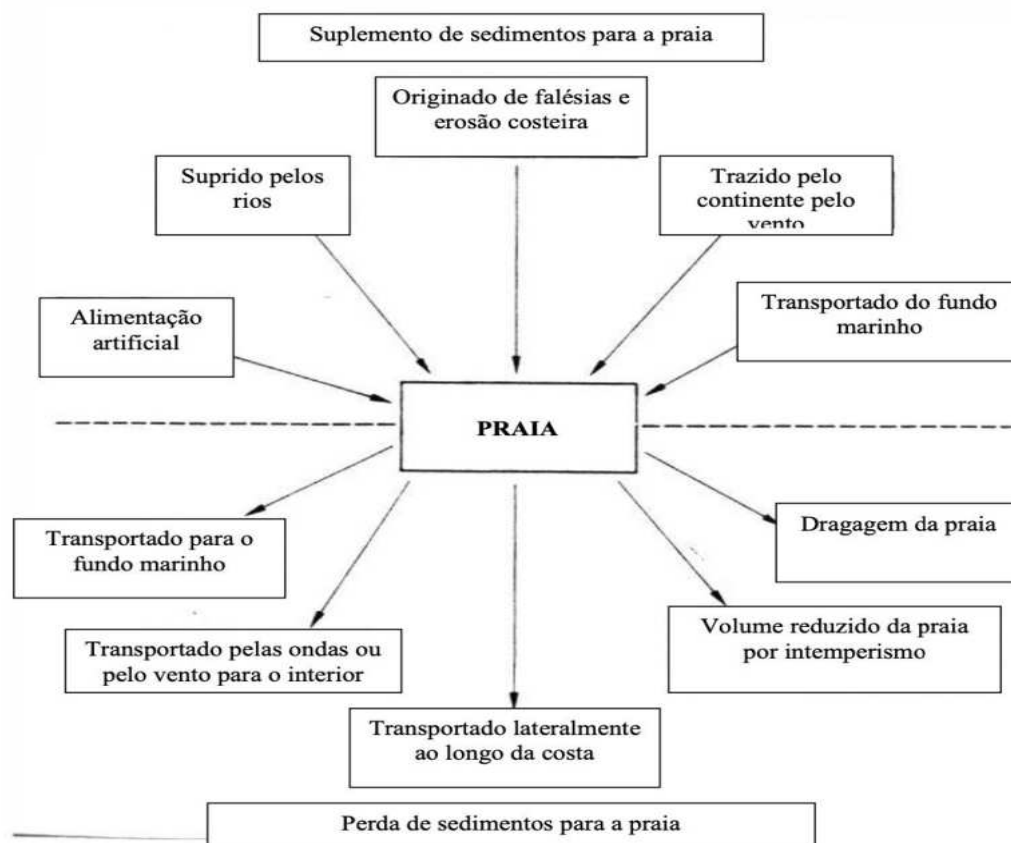 Suplemento de sedimentos para a praia
Originado de falésias e
erosão costeira
Suprido pelos
rios
Trazido pelo
continente pelo
vento
Alimentação
artificial
Transportado do fundo
marinho
PRAIA
Transportado para o
fundo marinho
Dragagem da praia
Transportado pelas ondas ou
pelo vento para o interior
Volume reduzido da praia
por intemperismo
Transportado lateralmente
ao longo da costa
Perda de sedimentos para a praia